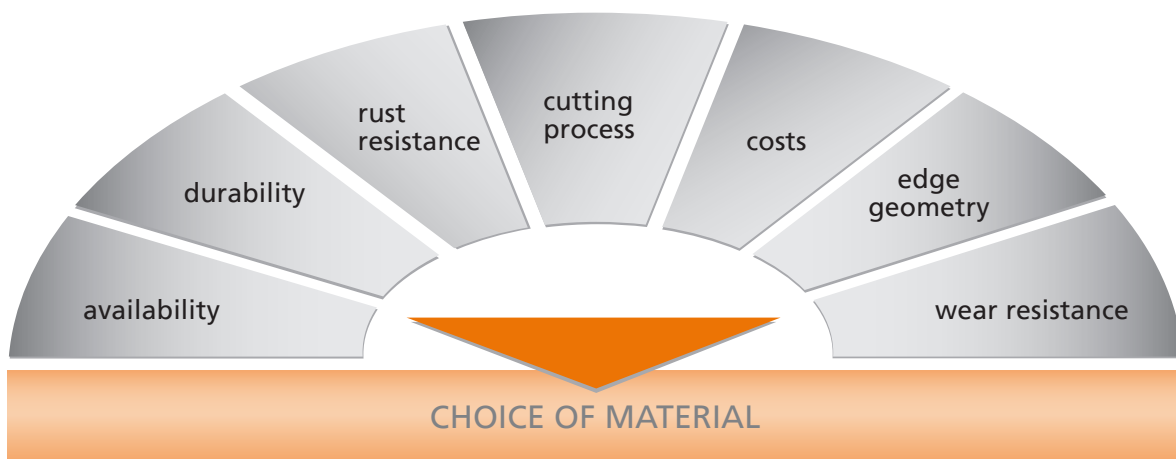 availability
durability
rust
resistance
cutting
process
costs
edge
geometry
wear resistance
CHOICE OF MATERIAL